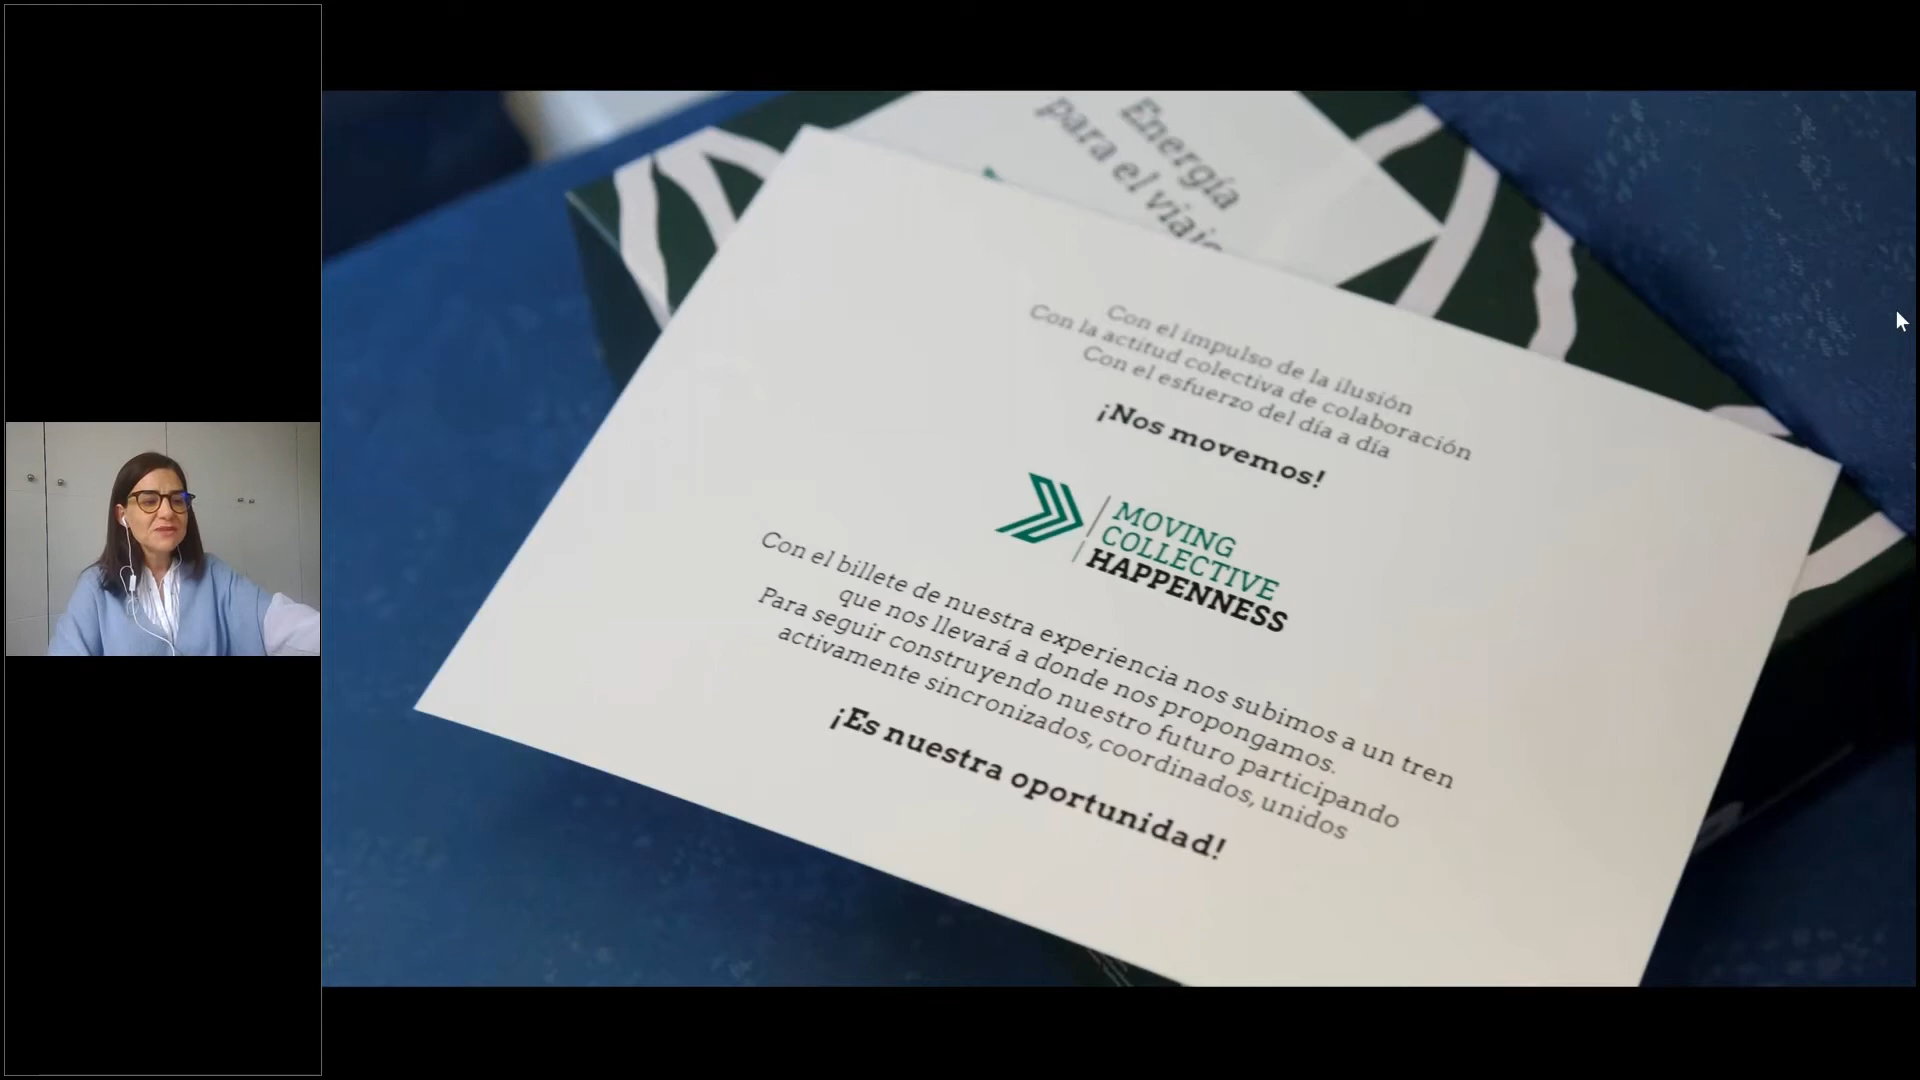 Energía
para el viaje
Con el impulso de la ilusión
Con la actitud colectiva de colaboración
Con el esfuerzo del día a día
¡Nos movemos!
MOVING
COLLECTIVE
HAPPENNESS
Con el billete de nuestra experiencia nos subimos a un tren
que nos llevará a donde nos propongamos.
Para seguir construyendo nuestro futuro participando
activamente sincronizados, coordinados, unidos
¡Es nuestra oportunidad!